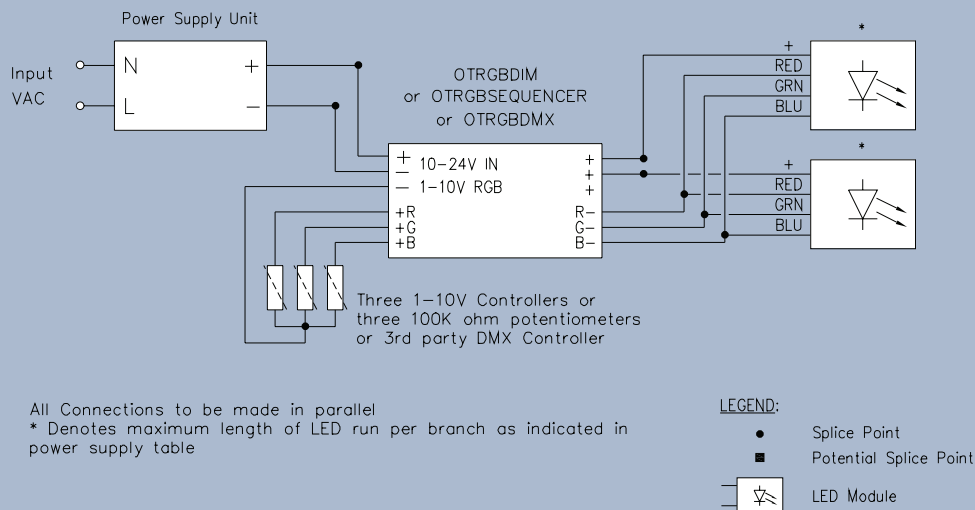 Power Supply Unit
Input
VAC
N
L
+
−
OTRGBDIM
or OTRGBSEQUENCER
or OTRGBDMX
+ 10−24V IN
−
− 1−10V RGB
+R
+G
+B
+
+
+
R−
G−
B−
*
+
RED
GRN
BLU
*
+
RED
GRN
BLU
Three 1−10V Controllers or
three 100K ohm potentiometers
or 3rd party DMX Controller
All Connections to be made in parallel
* Denotes maximum length of LED run per branch as indicated in
power supply table
LEGEND:
Splice Point
Potential Splice Point
LED Module